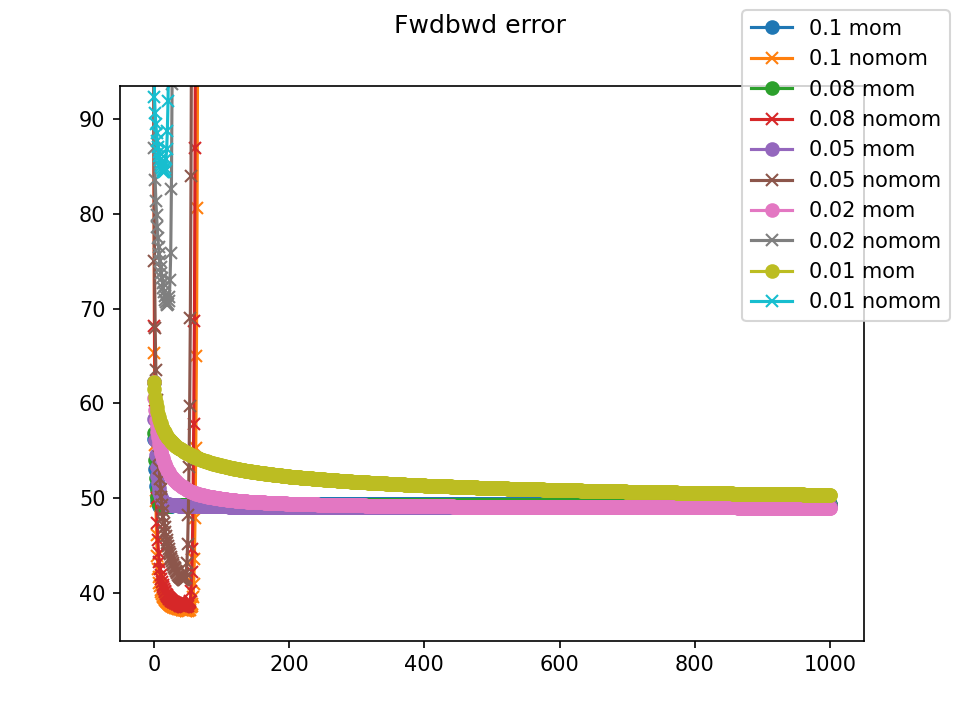 Fwdbwd error
0.1 mom
0.1 nomom
0.08 mom
0.08 nomom
0.05 mom
0.05 nomom
0.02 mom
0.02 nomom
0.01 mom
0.01 nomom
90
80
70
60
50
40
0 200 400 600 800 1000